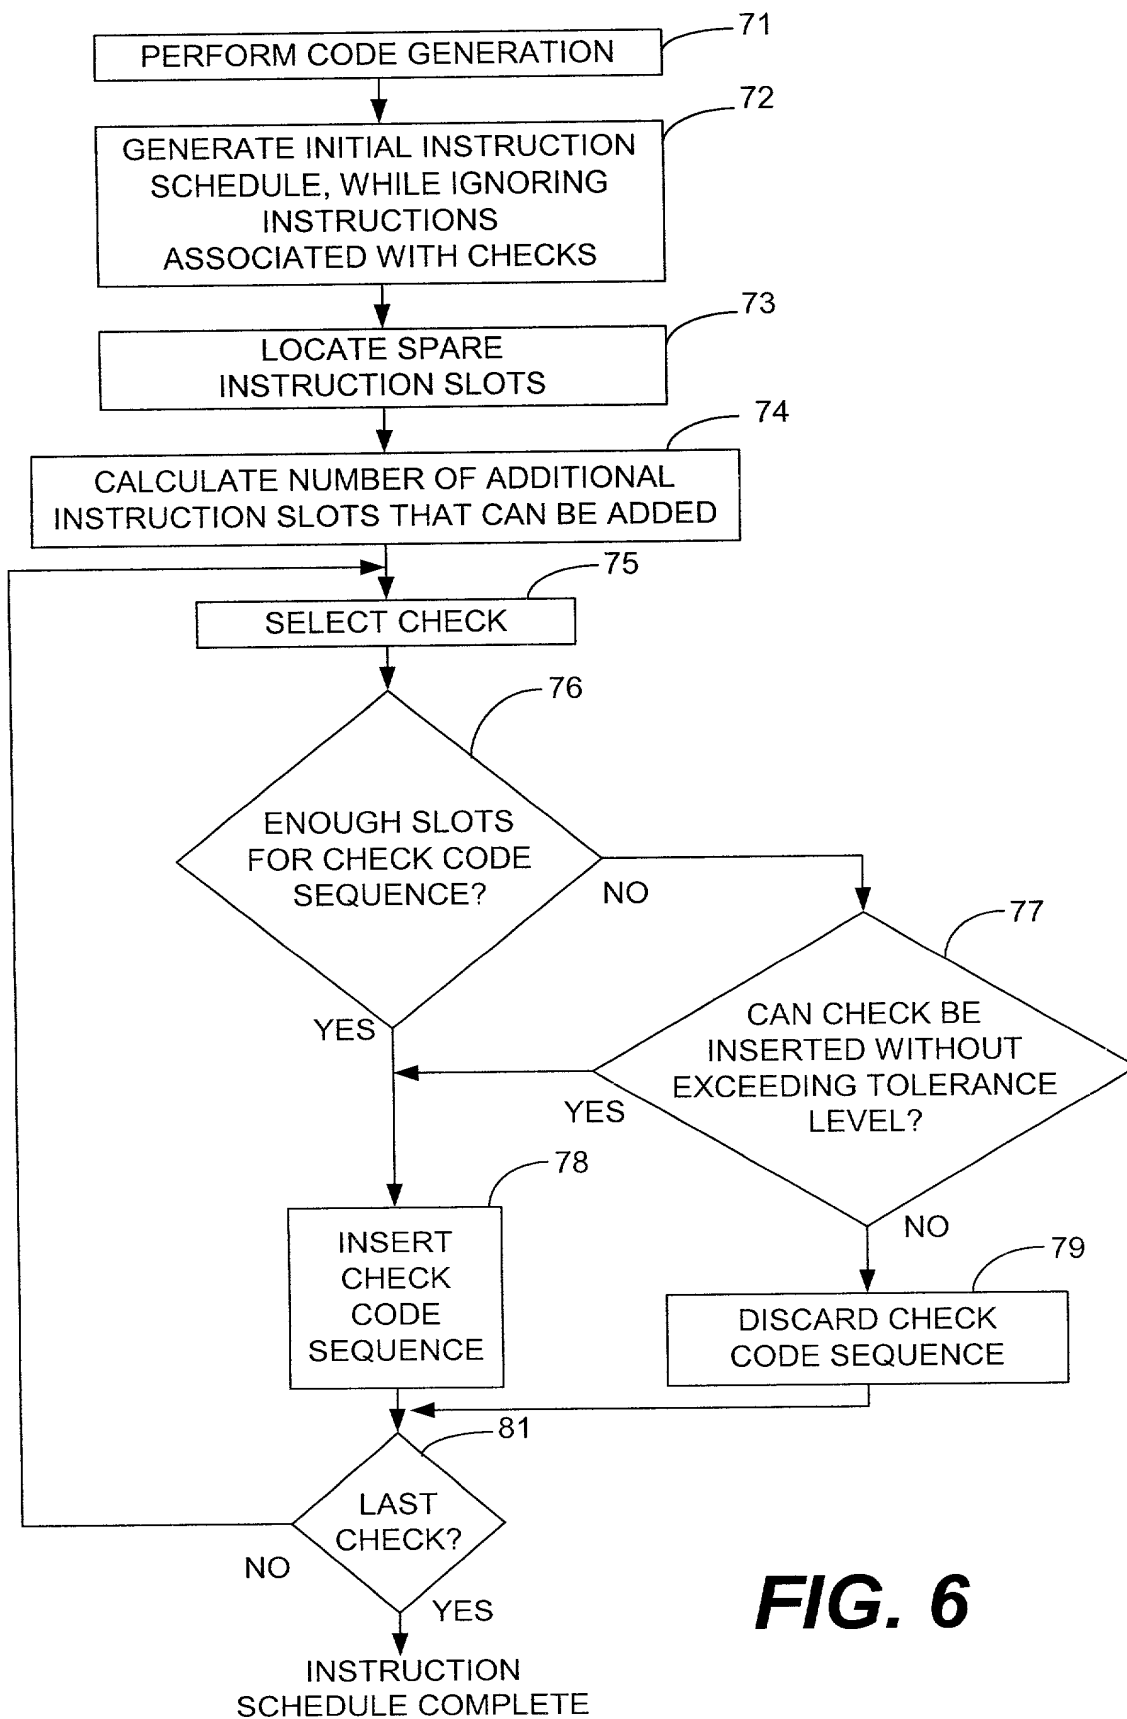 71
PERFORM CODE GENERATION
72
GENERATE INITIAL INSTRUCTION
SCHEDULE, WHILE IGNORING
INSTRUCTIONS
ASSOCIATED WITH CHECKS
73
LOCATE SPARE
INSTRUCTION SLOTS
74
CALCULATE NUMBER OF ADDITIONAL
INSTRUCTION SLOTS THAT CAN BE ADDED
75
SELECT CHECK
76
ENOUGH SLOTS
FOR CHECK CODE
SEQUENCE?
NO
77
YES
CAN CHECK BE
INSERTED WITHOUT
EXCEEDING TOLERANCE
LEVEL?
YES
78
NO
INSERT
CHECK
CODE
SEQUENCE
79
DISCARD CHECK
CODE SEQUENCE
81
LAST
CHECK?
NO
YES
FIG. 6
INSTRUCTION
SCHEDULE COMPLETE